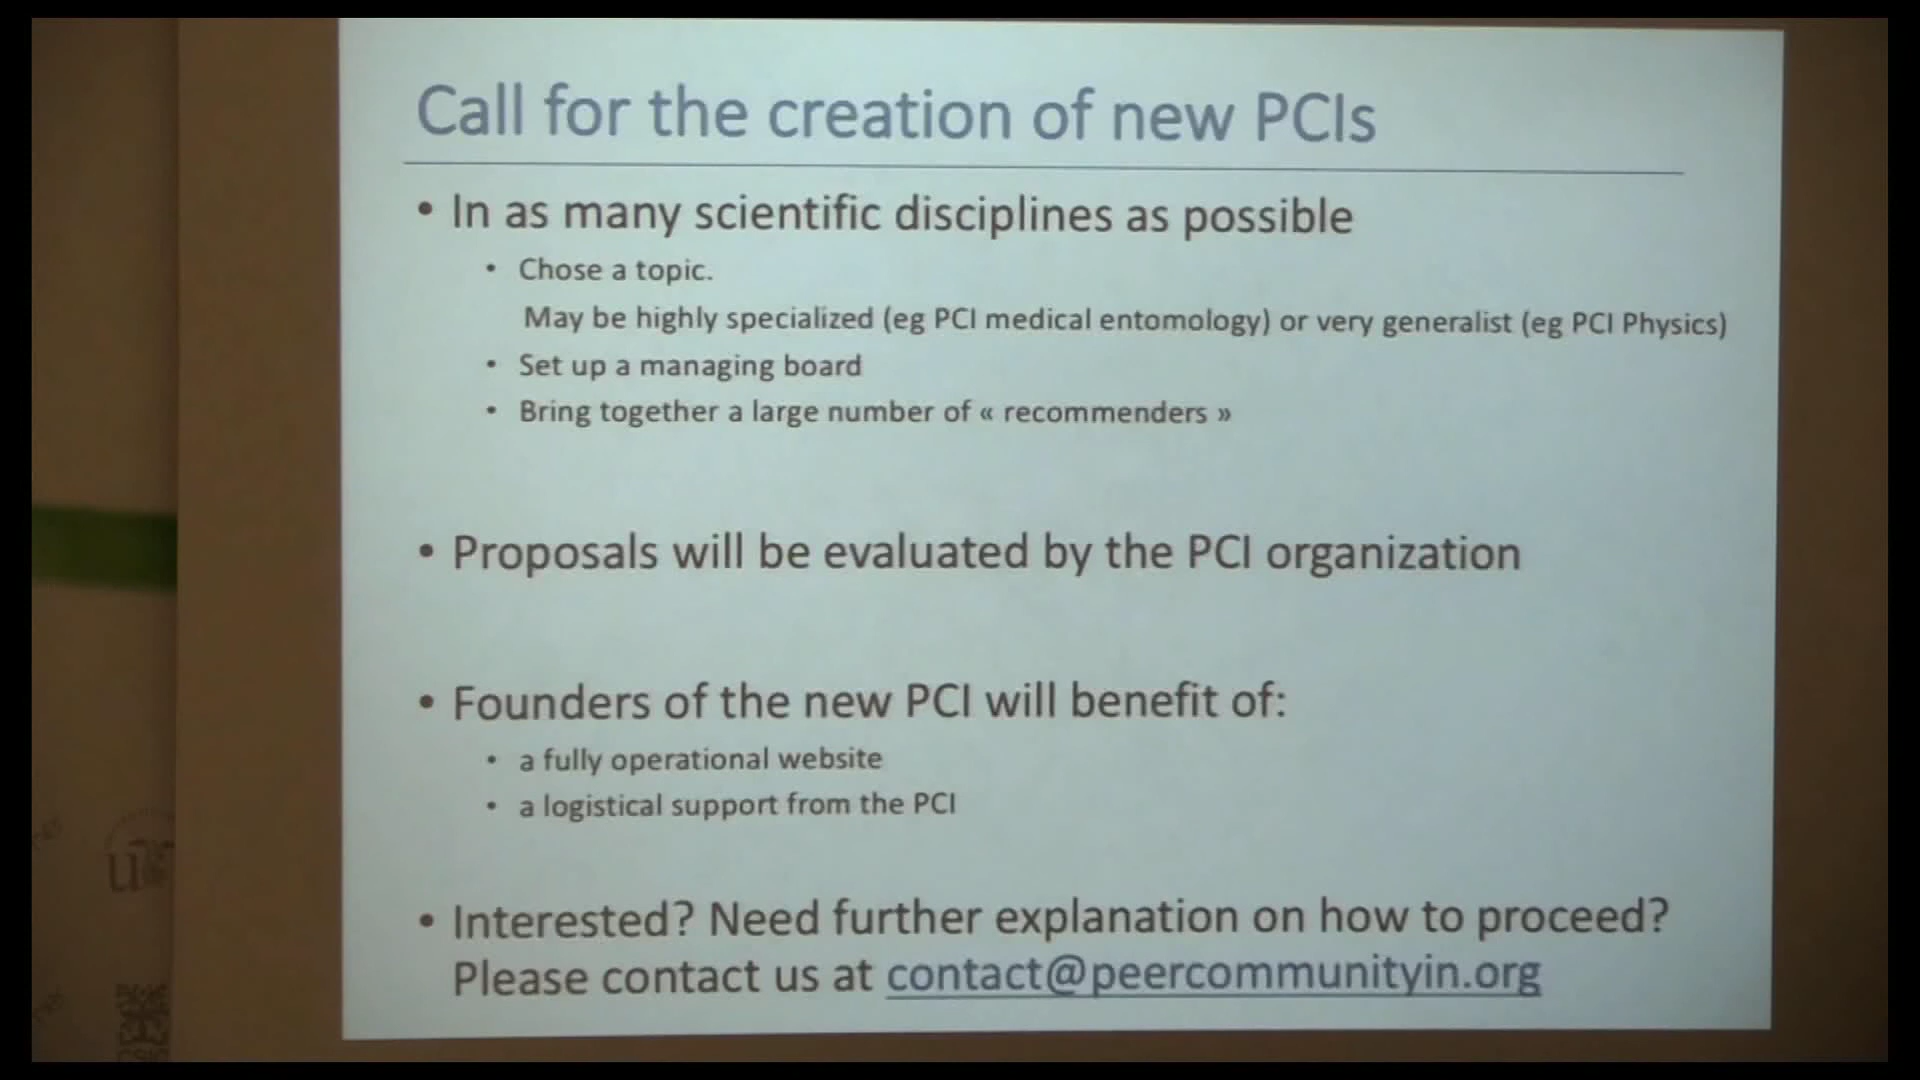 Call for the creation of new PCIs
• In as many scientific disciplines as possible
• Chose a topic.
May be highly specialized (eg PCI medical entomology) or very generalist (eg PCI Physics)
• Set up a managing board
• Bring together a large number of « recommenders »
• Proposals will be evaluated by the PCI organization
• Founders of the new PCI will benefit of:
• a fully operational website
• a logistical support from the PCI
• Interested? Need further explanation on how to proceed?
Please contact us at contact@peercommunityin.org